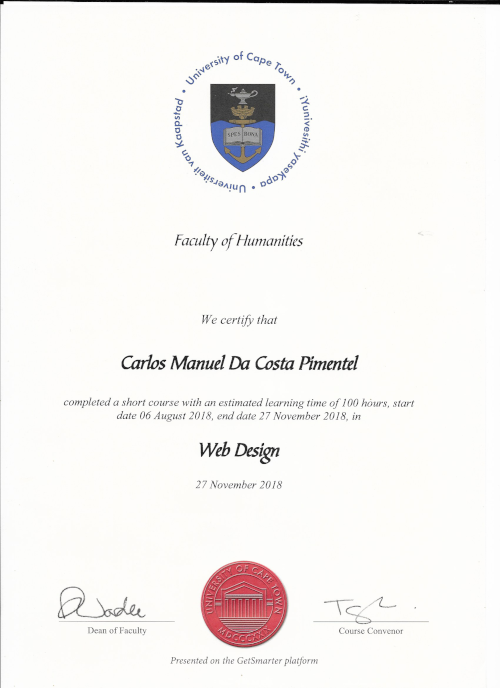 University of Cape Town • iYunivesithi yaseKapa • Universiteit van Kaapstad •
SPES BONA
Faculty of Humanities
We certify that
Carlos Manuel Da Costa Pimentel
completed a short course with an estimated learning time of 100 hours, start
date 06 August 2018, end date 27 November 2018, in
Web Design
27 November 2018
UNIVERSITY OF CAPE TOWN
MDCCCXXIX
Dean of Faculty
Course Convenor
Presented on the GetSmarter platform